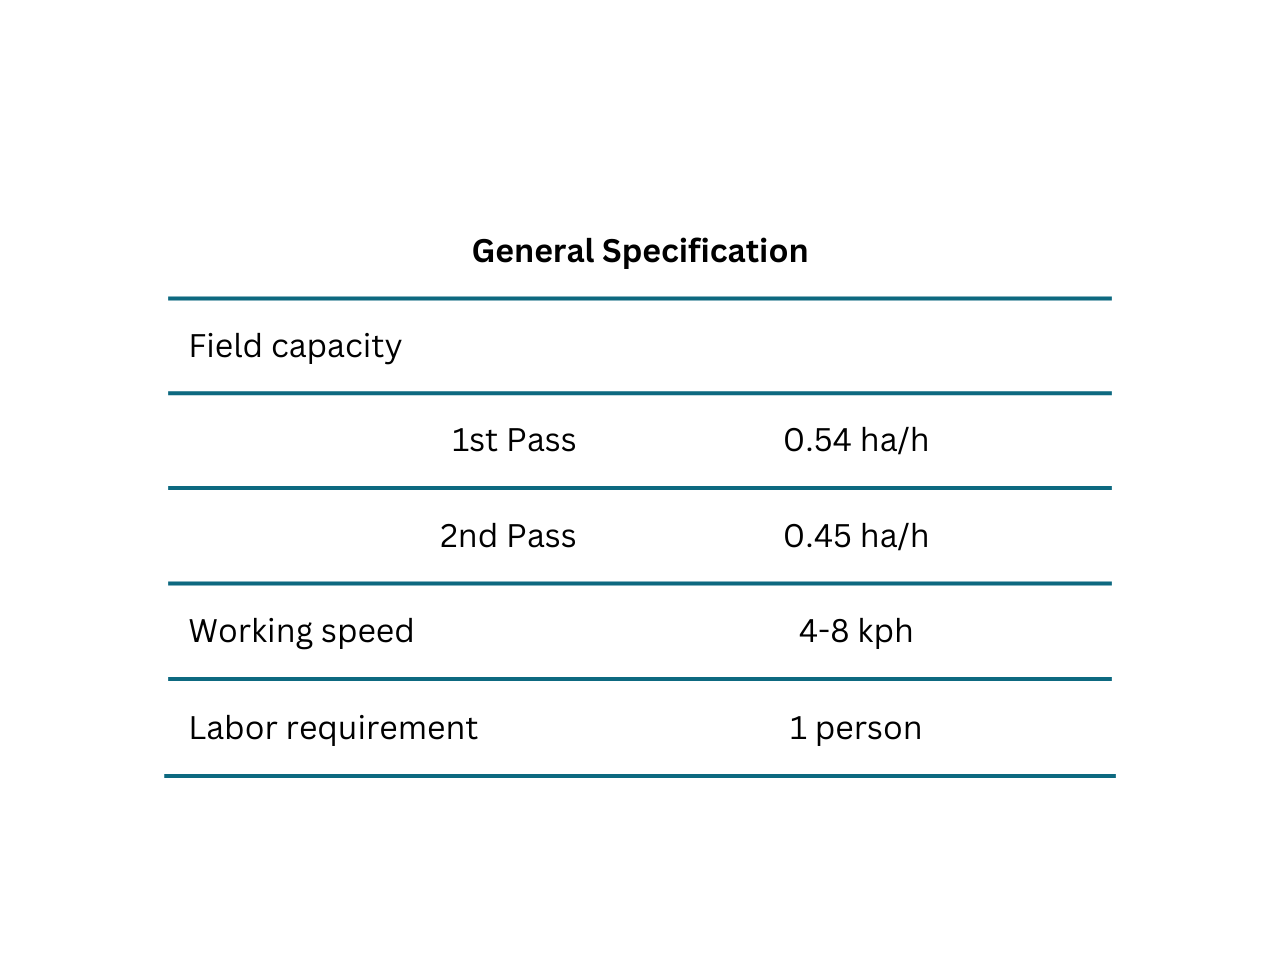 General Specification
Field capacity
1st Pass 0.54 ha/h
2nd Pass 0.45 ha/h
Working speed 4-8 kph
Labor requirement 1 person